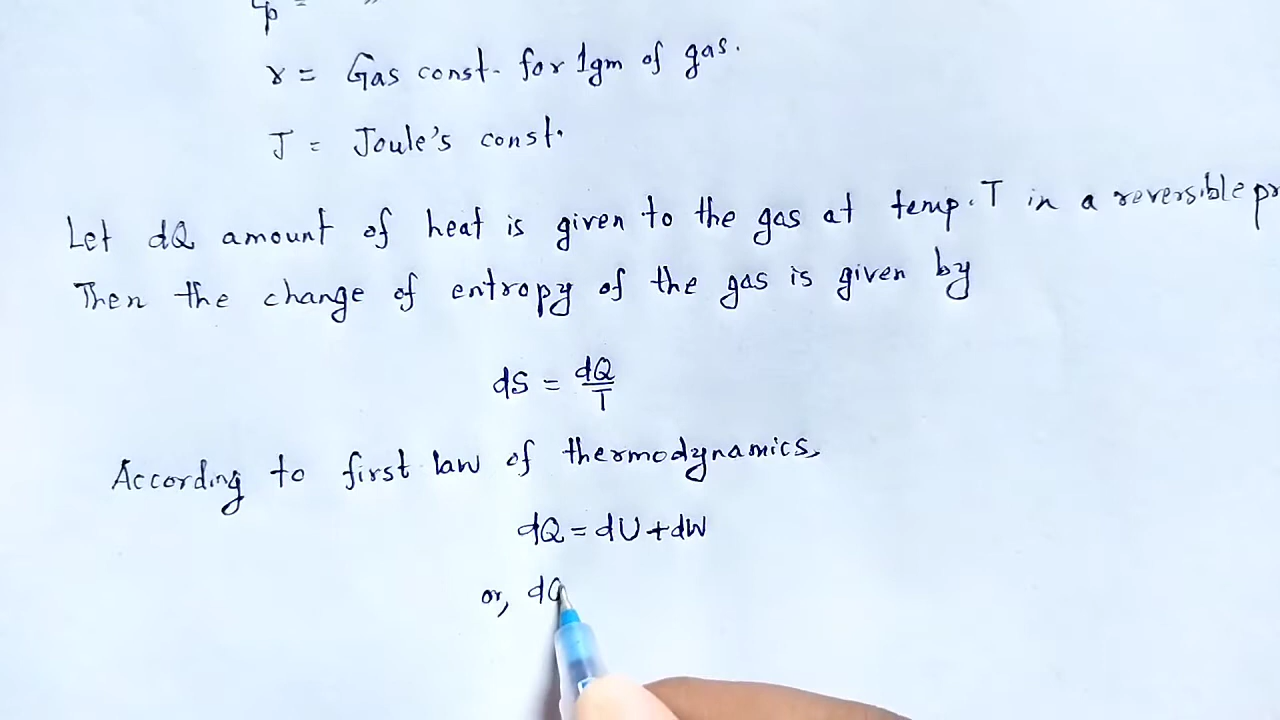 r = Gas const. for 1gm of gas.
J = Joule's const.
Let dQ amount of heat is given to the gas at temp. T in a reversible
Then the change of entropy of the gas is given by
dS = dQ/T
According to first law of thermodynamics,
dQ = dU + dW
or, dQ